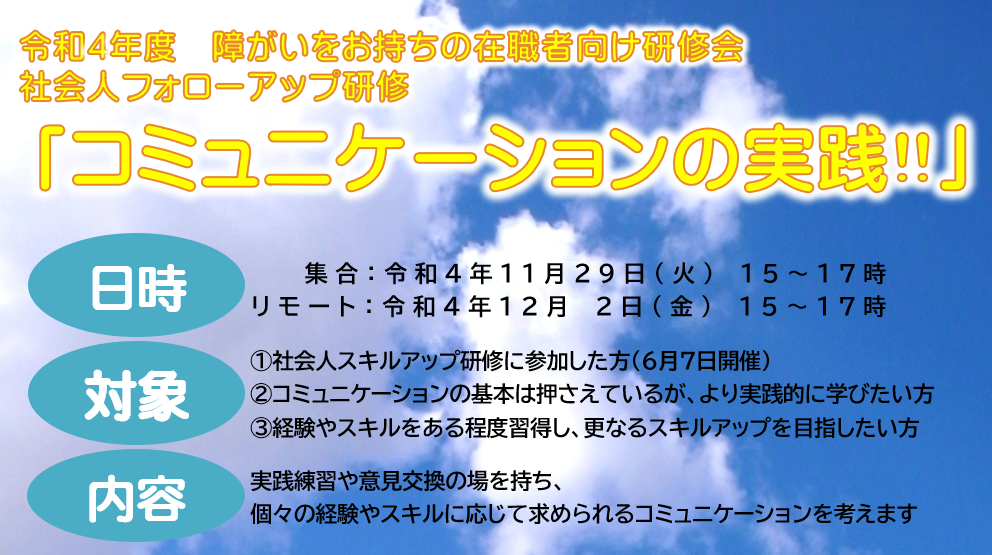 令和4年度　障がいをお持ちの在職者向け研修会
社会人フォローアップ研修
「コミュニケーションの実践!!」
日時
集合：令和４年１１月２９日（火）　１５～１７時
リモート：令和４年１２月　２日（金）　１５～１７時
対象
①社会人スキルアップ研修に参加した方（6月7日開催）
②コミュニケーションの基本は押さえているが、より実践的に学びたい方
③経験やスキルをある程度習得し、更なるスキルアップを目指したい方
内容
実践練習や意見交換の場を持ち、
個々の経験やスキルに応じて求められるコミュニケーションを考えます